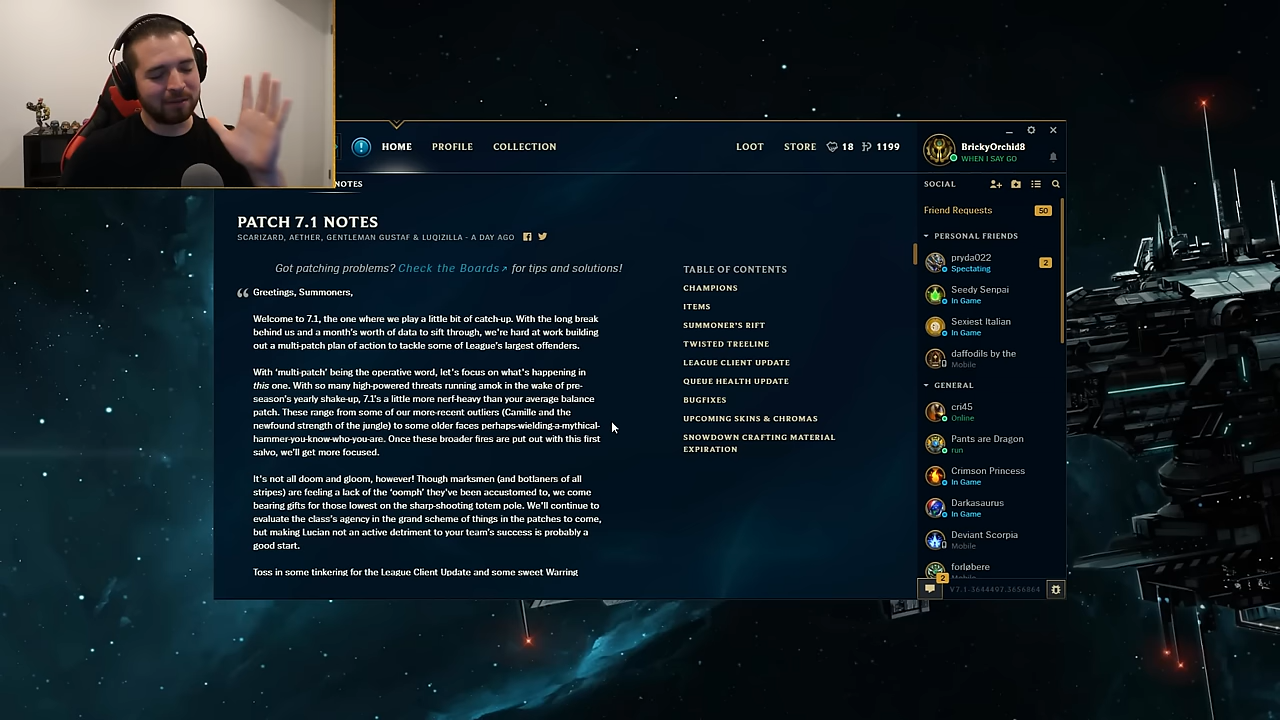 HOME PROFILE COLLECTION LOOT STORE 18 1199
BrickyOrchid8
WHEN I SAY GO
NOTES
PATCH 7.1 NOTES
SCARIZARD, AETHER, GENTLEMAN GUSTAF & LUQIZILLA - A DAY AGO
Got patching problems? Check the Boards↗ for tips and solutions!
“ Greetings, Summoners,
Welcome to 7.1, the one where we play a little bit of catch-up. With the long break
behind us and a month's worth of data to sift through, we're hard at work building
out a multi-patch plan of action to tackle some of League's largest offenders.
With ‘multi-patch’ being the operative word, let's focus on what's happening in
this one. With so many high-powered threats running amok in the wake of pre-
season's yearly shake-up, 7.1's a little more nerf-heavy than your average balance
patch. These range from some of our more-recent outliers (Camille and the
newfound strength of the jungle) to some older faces perhaps-wielding-a-mythical-
hammer-you-know-who-you-are. Once these broader fires are put out with this first
salvo, we'll get more focused.
It's not all doom and gloom, however! Though marksmen (and botlaners of all
stripes) are feeling a lack of the ‘oomph’ they've been accustomed to, we come
bearing gifts for those lowest on the sharp-shooting totem pole. We'll continue to
evaluate the class's agency in the grand scheme of things in the patches to come,
but making Lucian not an active detriment to your team's success is probably a
good start.
Toss in some tinkering for the League Client Update and some sweet Warring
TABLE OF CONTENTS
CHAMPIONS
ITEMS
SUMMONER'S RIFT
TWISTED TREELINE
LEAGUE CLIENT UPDATE
QUEUE HEALTH UPDATE
BUGFIXES
UPCOMING SKINS & CHROMAS
SNOWDOWN CRAFTING MATERIAL
EXPIRATION
SOCIAL
Friend Requests 50
PERSONAL FRIENDS
pryda022
Spectating
2
Seedy Senpai
In Game
Sexiest Italian
In Game
daffodils by the
Mobile
GENERAL
cri45
Online
Pants are Dragon
run
Crimson Princess
In Game
Darkasaurus
In Game
Deviant Scorpia
Mobile
forløbere
Mobile
2
V7.1-3644497.3656864